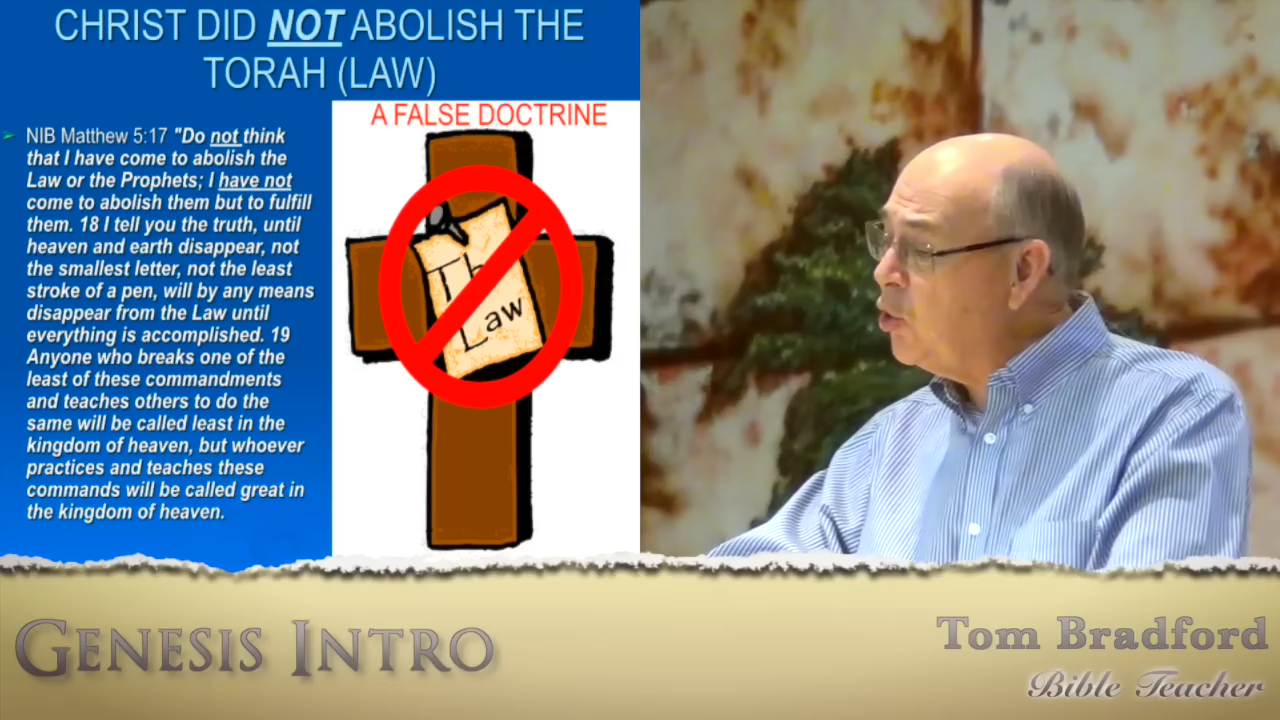 CHRIST DID NOT ABOLISH THE
TORAH (LAW)
A FALSE DOCTRINE
NIB Matthew 5:17 "Do not think
that I have come to abolish the
Law or the Prophets; I have not
come to abolish them but to fulfill
them. 18 I tell you the truth, until
heaven and earth disappear, not
the smallest letter, not the least
stroke of a pen, will by any means
disappear from the Law until
everything is accomplished. 19
Anyone who breaks one of the
least of these commandments
and teaches others to do the
same will be called least in the
kingdom of heaven, but whoever
practices and teaches these
commands will be called great in
the kingdom of heaven.
The
Law
GENESIS INTRO
Tom Bradford
Bible Teacher